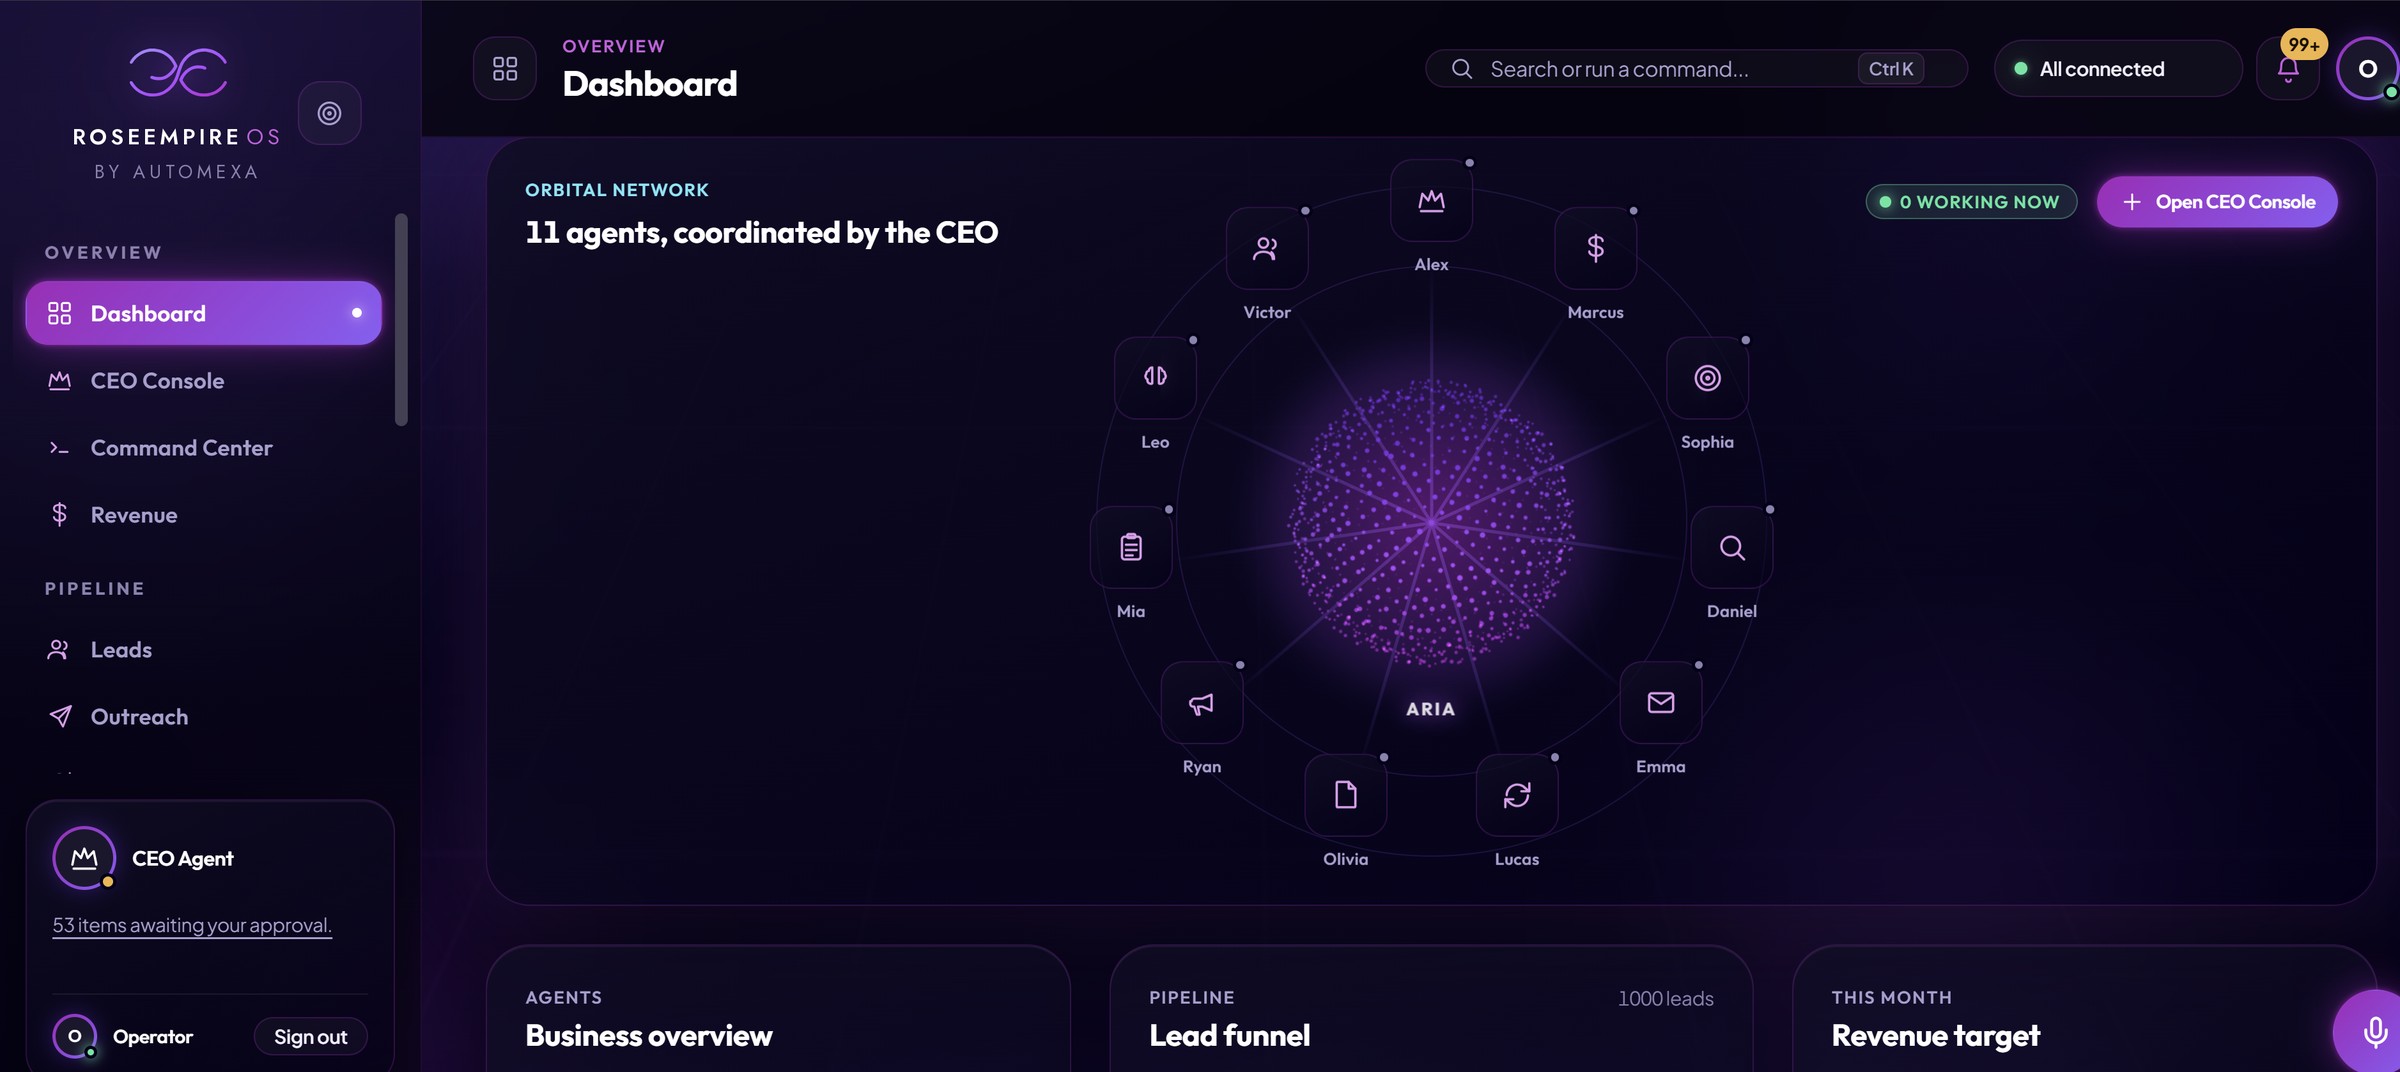 ROSEEMPIRE OS
BY AUTOMEXA
OVERVIEW
Dashboard
CEO Console
Command Center
Revenue
PIPELINE
Leads
Outreach
CEO Agent
53 items awaiting your approval.
O
Operator
Sign out
OVERVIEW
Dashboard
Search or run a command...
Ctrl K
All connected
99+
O
ORBITAL NETWORK
11 agents, coordinated by the CEO
0 WORKING NOW
Open CEO Console
Alex
Victor
Marcus
Leo
Sophia
Mia
Daniel
ARIA
Ryan
Emma
Olivia
Lucas
AGENTS
Business overview
PIPELINE
1000 leads
Lead funnel
THIS MONTH
Revenue target